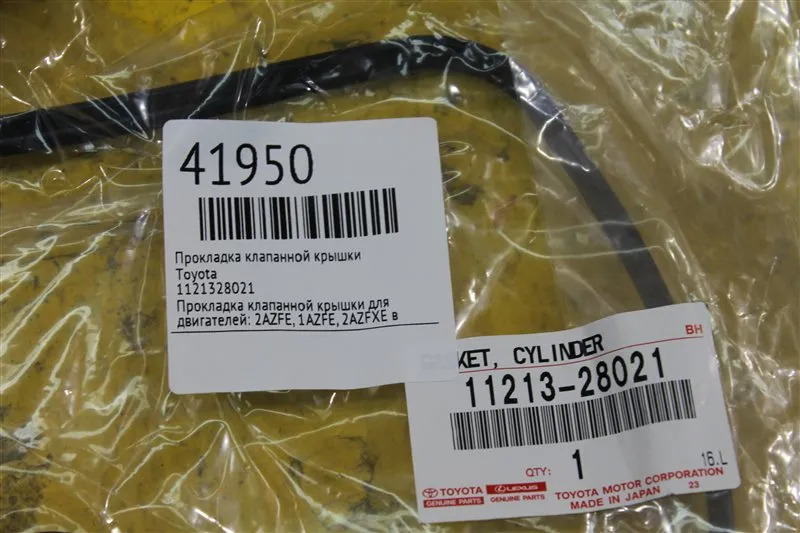 41950
Прокладка клапанной крышки
Toyota
1121328021
Прокладка клапанной крышки для
двигателей: 2AZFE, 1AZFE, 2AZFXE в
BH
GASKET, CYLINDER
11213-28021
QTY: 1
16.L
TOYOTA LEXUS TOYOTA MOTOR CORPORATION
GENUINE PARTS GENUINE PARTS MADE IN JAPAN 23